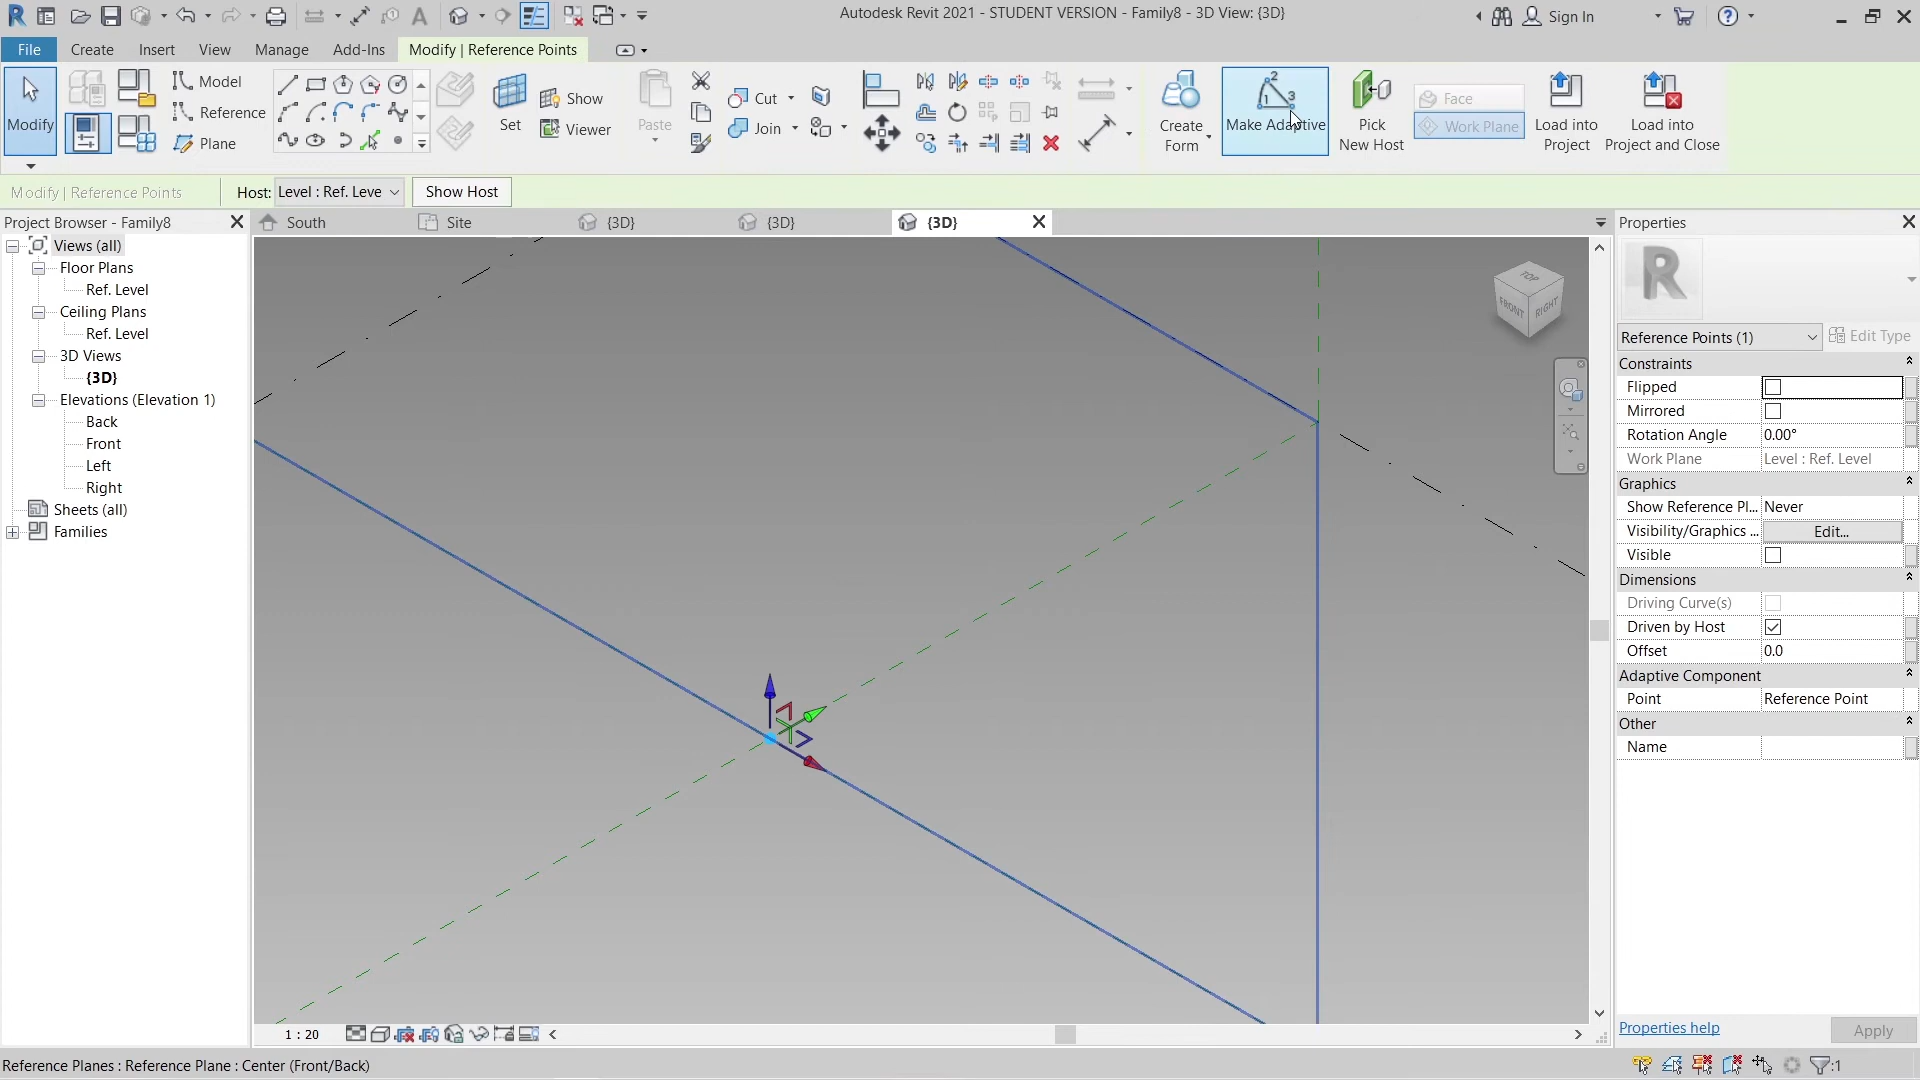 Autodesk Revit 2021 - STUDENT VERSION - Family8 - 3D View: {3D}
Sign In
File Create Insert View Manage Add-Ins Modify | Reference Points
Modify
Model
Reference
Plane
Set
Show
Viewer
Paste
Cut
Join
Create
Form
2
1 3
Make Adaptive
Pick
New Host
Face
Work Plane
Load into
Project
Load into
Project and Close
Modify | Reference Points
Host: Level : Ref. Leve
Show Host
Project Browser - Family8
South
Site
{3D}
{3D}
{3D}
Properties
Views (all)
Floor Plans
Ref. Level
Ceiling Plans
Ref. Level
3D Views
{3D}
Elevations (Elevation 1)
Back
Front
Left
Right
Sheets (all)
Families
TOP
FRONT
RIGHT
R
Reference Points (1)
Edit Type
Constraints
Flipped
Mirrored
Rotation Angle 0.00°
Work Plane Level : Ref. Level
Graphics
Show Reference Pl... Never
Visibility/Graphics ... Edit...
Visible
Dimensions
Driving Curve(s)
Driven by Host
Offset 0.0
Adaptive Component
Point Reference Point
Other
Name
Properties help
Apply
1 : 20
Reference Planes : Reference Plane : Center (Front/Back)
:1